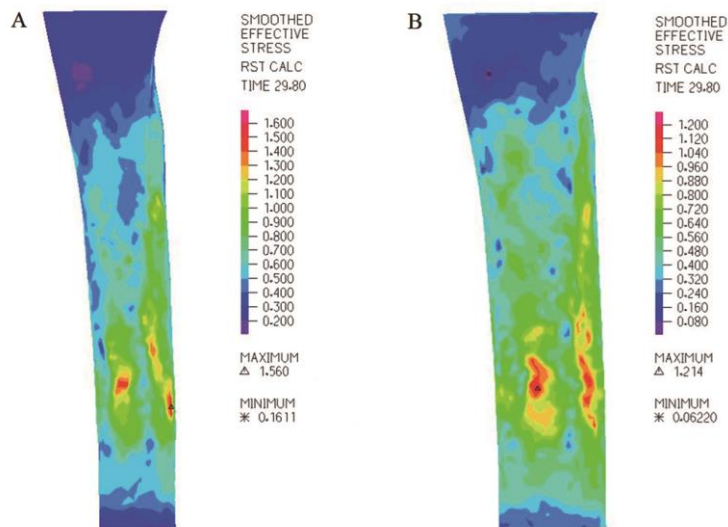 A
SMOOTHED
EFFECTIVE
STRESS
RST CALC
TIME 29.80
1.600
1.500
1.400
1.300
1.200
1.100
1.000
0.900
0.800
0.700
0.600
0.500
0.400
0.300
0.200
MAXIMUM
△ 1.560
MINIMUM
✳ 0.1611
B
SMOOTHED
EFFECTIVE
STRESS
RST CALC
TIME 29.80
1.200
1.120
1.040
0.960
0.880
0.800
0.720
0.640
0.560
0.480
0.400
0.320
0.240
0.160
0.080
MAXIMUM
△ 1.214
MINIMUM
✳ 0.06220